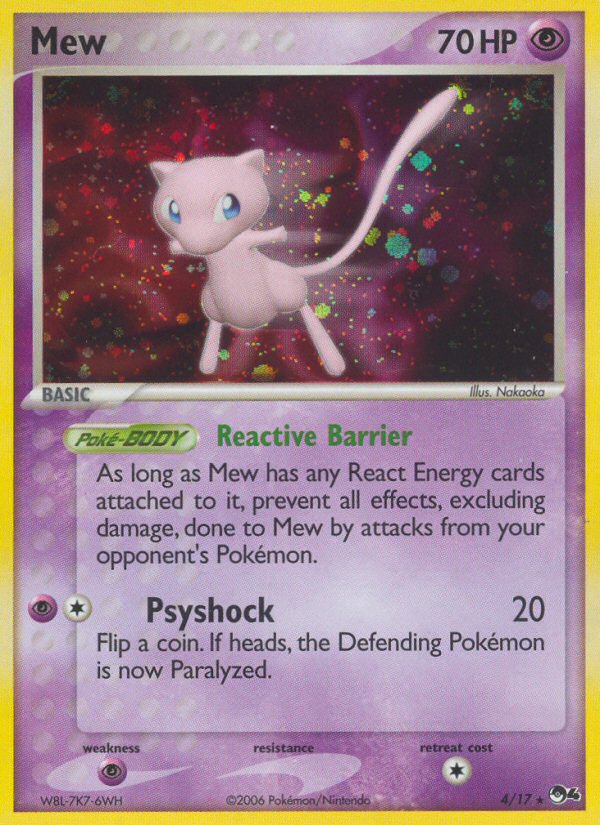 Mew 70 HP
BASIC Illus. Nakaoka
Poké-BODY Reactive Barrier
As long as Mew has any React Energy cards
attached to it, prevent all effects, excluding
damage, done to Mew by attacks from your
opponent's Pokémon.
Psyshock 20
Flip a coin. If heads, the Defending Pokémon
is now Paralyzed.
weakness resistance retreat cost
W8L-7K7-6WH ©2006 Pokémon/Nintendo 4/17 ★ 4